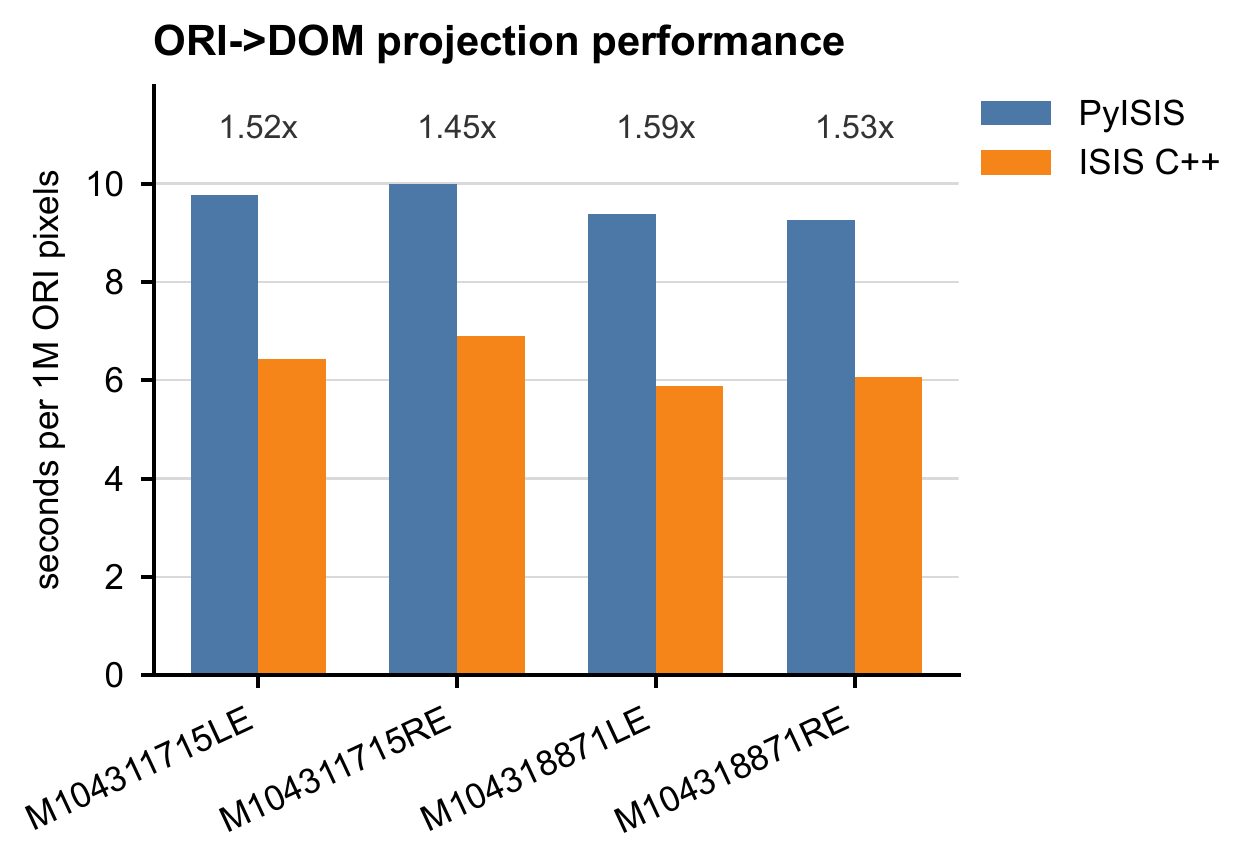 ORI->DOM projection performance
1.52x 1.45x 1.59x 1.53x
PyISIS
ISIS C++
seconds per 1M ORI pixels
10
8
6
4
2
0
M104311715LE M104311715RE M104318871LE M104318871RE